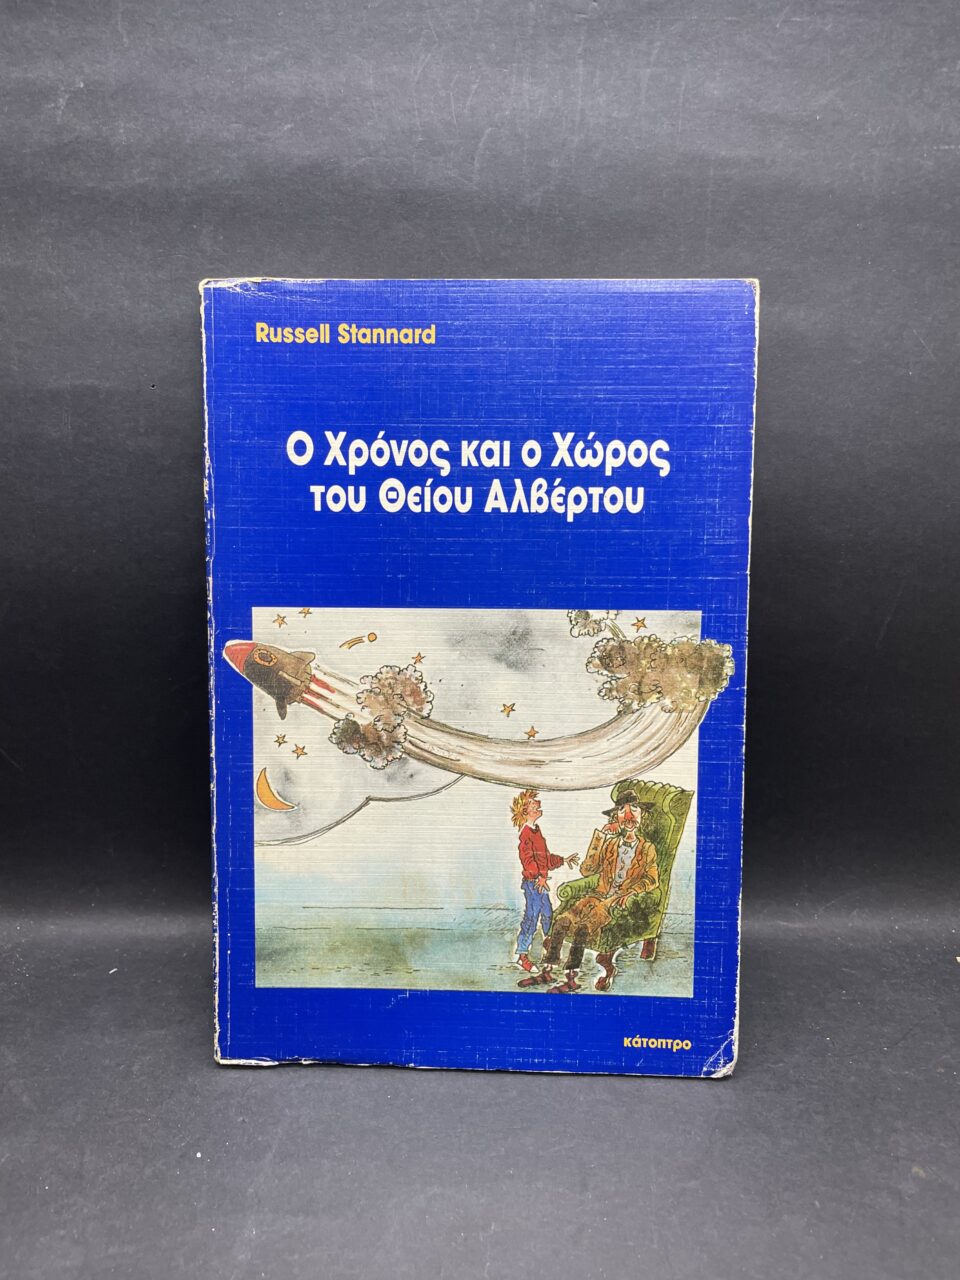 Russell Stannard
Ο Χρόνος και ο Χώρος
του Θείου Αλβέρτου
κάτοπτρο